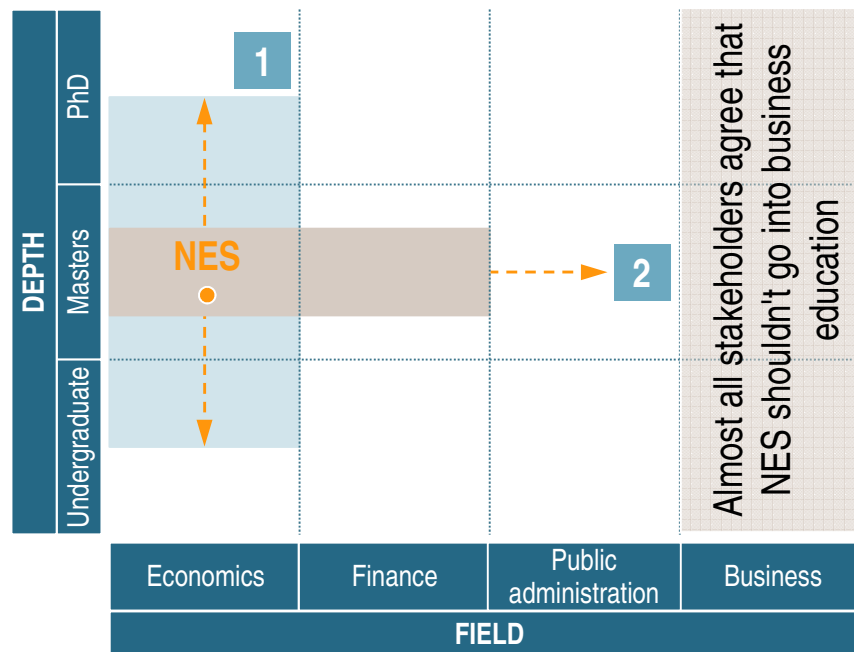 1
PhD
Almost all stakeholders agree that
NES shouldn't go into business
education
DEPTH
Masters
NES
2
Undergraduate
Economics
Finance
Public
administration
Business
FIELD